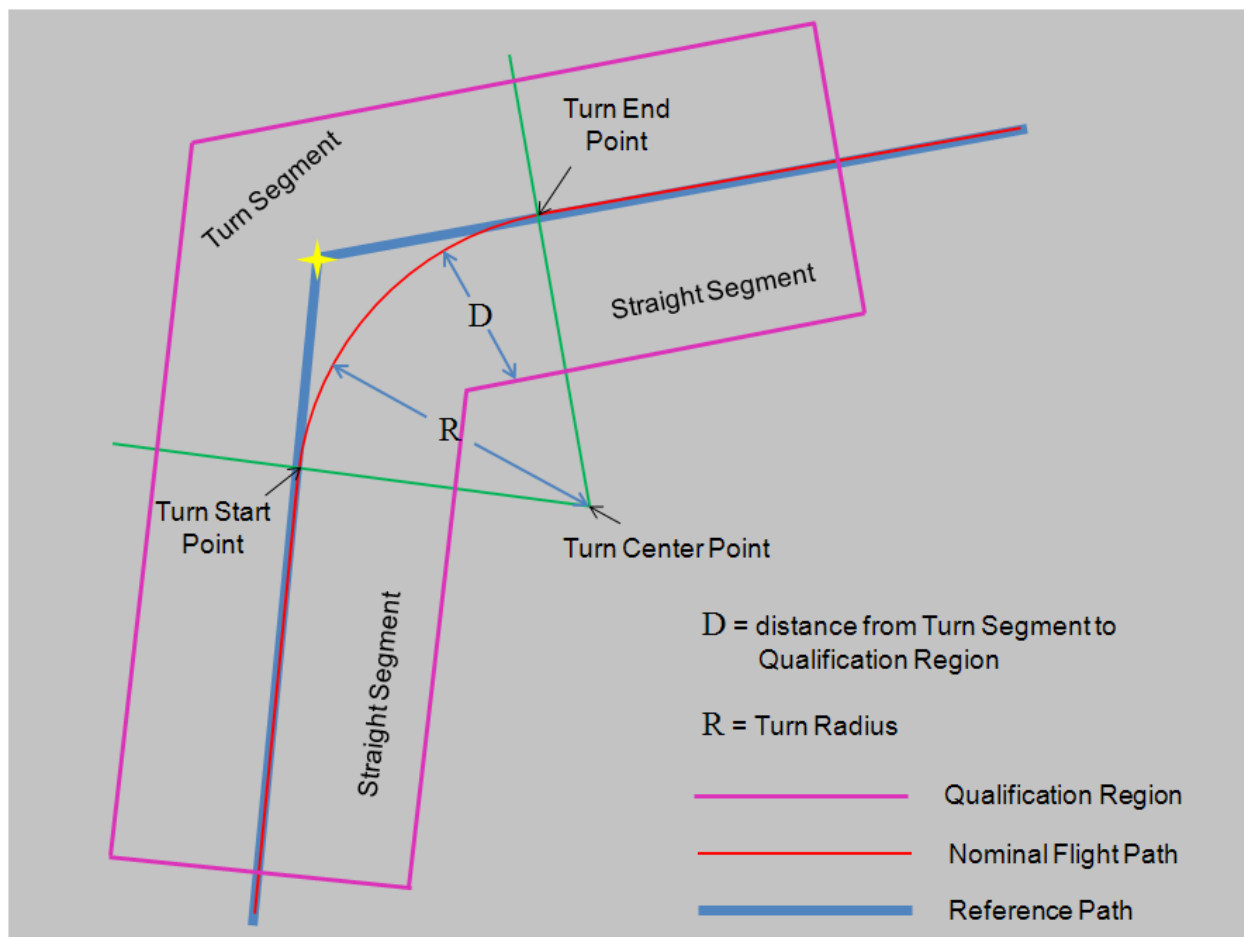 Turn End
Point
Turn Segment
D
Straight Segment
R
Turn Start
Point
Turn Center Point
Straight Segment
D = distance from Turn Segment to
Qualification Region
R = Turn Radius
Qualification Region
Nominal Flight Path
Reference Path